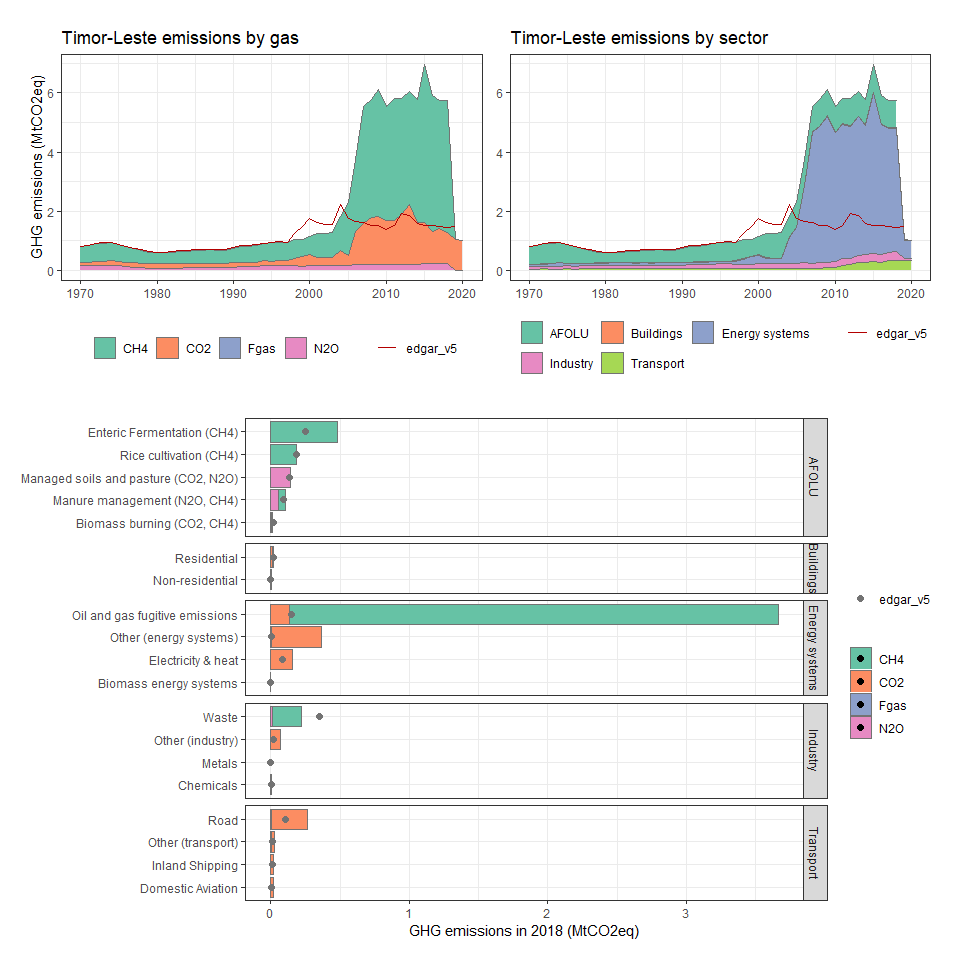 Timor-Leste emissions by gas
GHG emissions (MtCO2eq)
6
4
2
0
1970 1980 1990 2000 2010 2020
CH4 CO2 Fgas N2O edgar_v5
Timor-Leste emissions by sector
6
4
2
0
1970 1980 1990 2000 2010 2020
AFOLU Buildings Energy systems edgar_v5
Industry Transport
Enteric Fermentation (CH4)
Rice cultivation (CH4)
Managed soils and pasture (CO2, N2O)
Manure management (N2O, CH4)
Biomass burning (CO2, CH4)
AFOLU
Residential
Non-residential
Buildings
Oil and gas fugitive emissions
Other (energy systems)
Electricity & heat
Biomass energy systems
Energy systems
Waste
Other (industry)
Metals
Chemicals
Industry
Road
Other (transport)
Inland Shipping
Domestic Aviation
Transport
0 1 2 3
GHG emissions in 2018 (MtCO2eq)
edgar_v5
CH4
CO2
Fgas
N2O